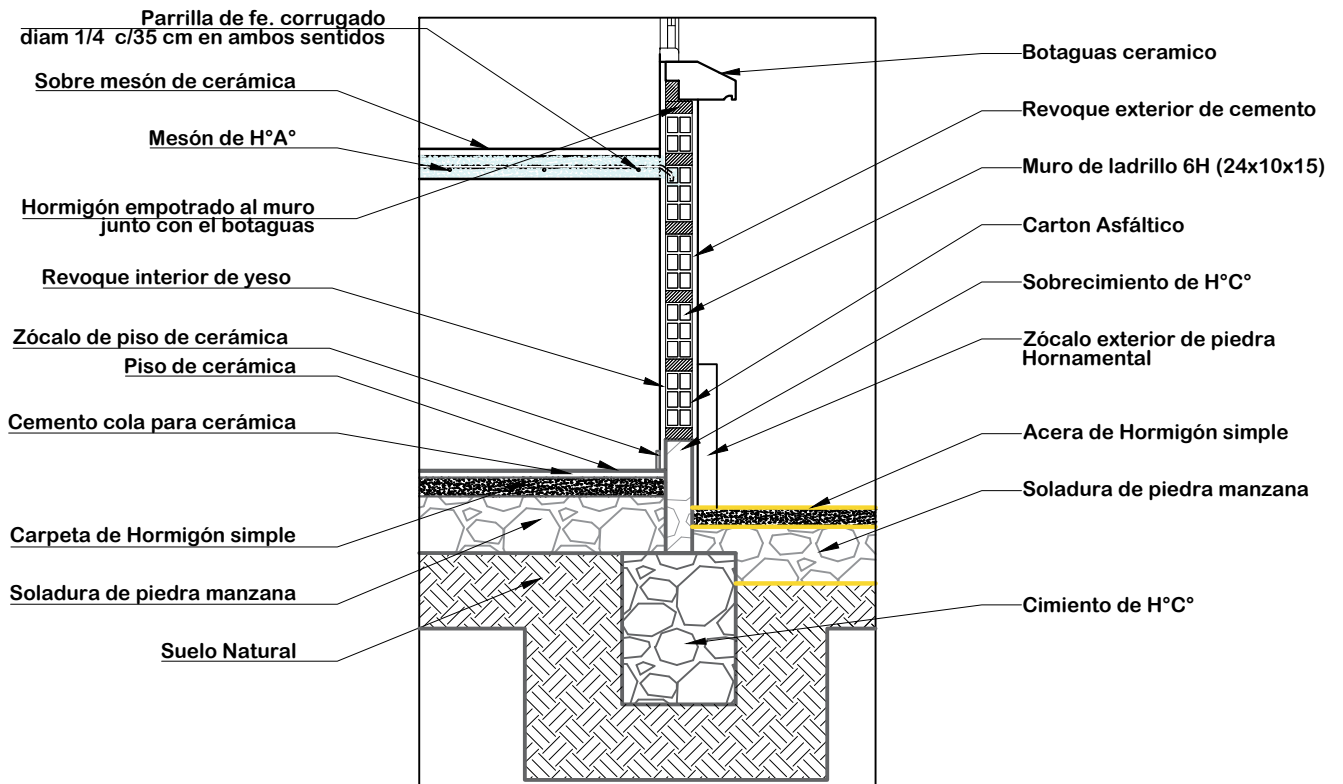 Parrilla de fe. corrugado
diam 1/4 c/35 cm en ambos sentidos
Sobre mesón de cerámica
Mesón de H°A°
Hormigón empotrado al muro
junto con el botaguas
Revoque interior de yeso
Zócalo de piso de cerámica
Piso de cerámica
Cemento cola para cerámica
Carpeta de Hormigón simple
Soladura de piedra manzana
Suelo Natural
Botaguas ceramico
Revoque exterior de cemento
Muro de ladrillo 6H (24x10x15)
Carton Asfáltico
Sobrecimiento de H°C°
Zócalo exterior de piedra
Hornamental
Acera de Hormigón simple
Soladura de piedra manzana
Cimiento de H°C°